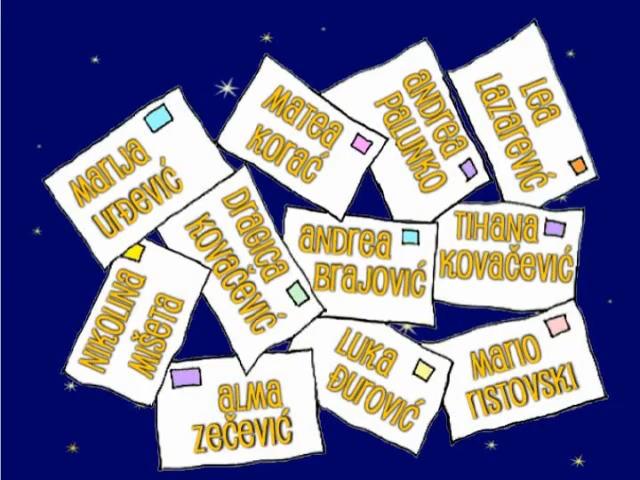 Marija
Urđević
Matea
Korać
Andrea
Palunko
Lea
Lazarević
Dragica
Kovačević
Andrea
Brajović
Tihana
Kovačević
Nikolina
Mišeta
Alma
Zečević
Luka
Đurović
Mario
Ristovski